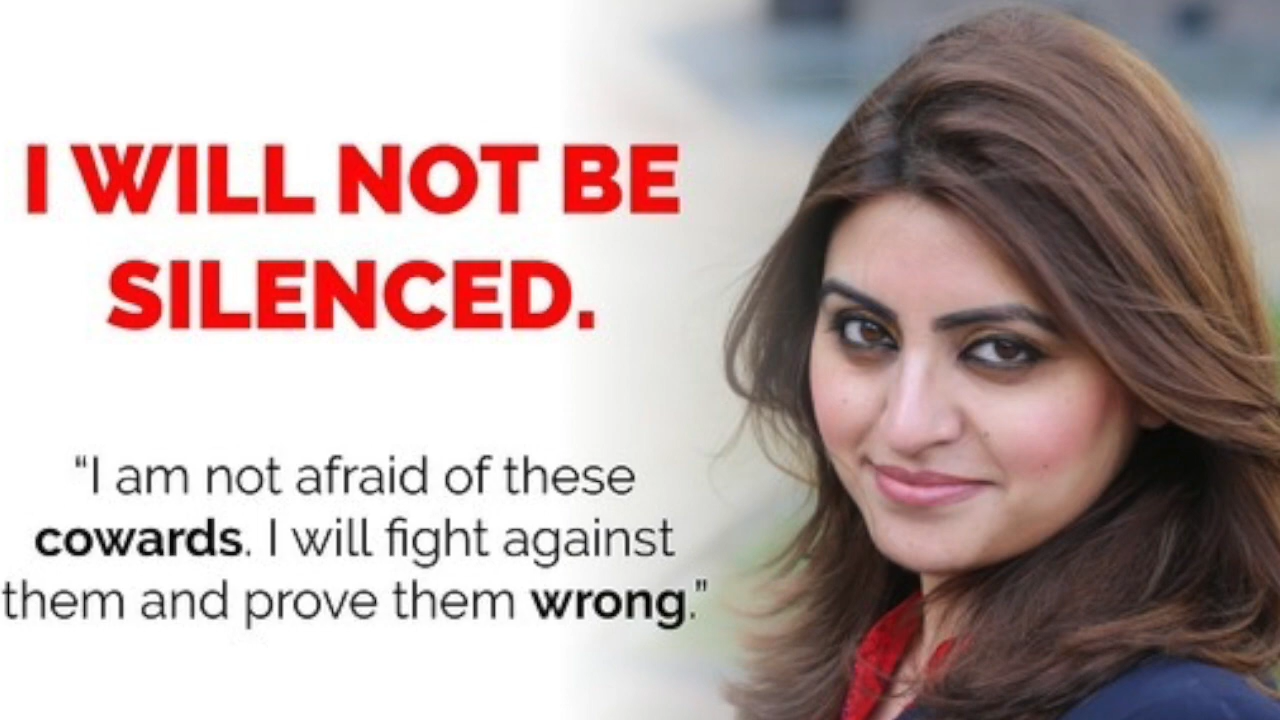 I WILL NOT BE
SILENCED.
“I am not afraid of these
cowards. I will fight against
them and prove them wrong.”